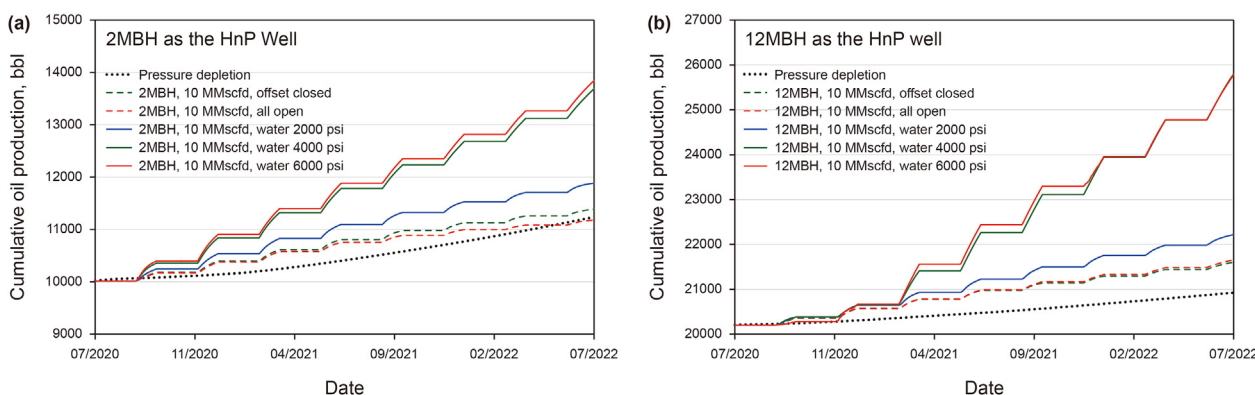 (a)
2MBH as the HnP Well
Pressure depletion
2MBH, 10 MMscfd, offset closed
2MBH, 10 MMscfd, all open
2MBH, 10 MMscfd, water 2000 psi
2MBH, 10 MMscfd, water 4000 psi
2MBH, 10 MMscfd, water 6000 psi
Cumulative oil production, bbl
15000
14000
13000
12000
11000
10000
9000
07/2020 11/2020 04/2021 09/2021 02/2022 07/2022
Date
(b)
12MBH as the HnP well
Pressure depletion
12MBH, 10 MMscfd, offset closed
12MBH, 10 MMscfd, all open
12MBH, 10 MMscfd, water 2000 psi
12MBH, 10 MMscfd, water 4000 psi
12MBH, 10 MMscfd, water 6000 psi
Cumulative oil production, bbl
27000
26000
25000
24000
23000
22000
21000
20000
07/2020 11/2020 04/2021 09/2021 02/2022 07/2022
Date